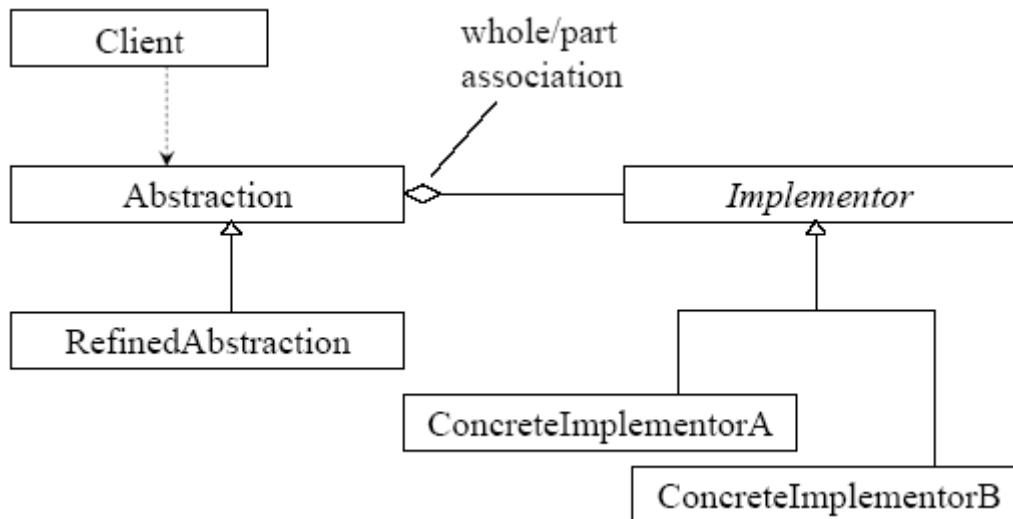 Client
whole/part
association
Abstraction
Implementor
RefinedAbstraction
ConcreteImplementorA
ConcreteImplementorB